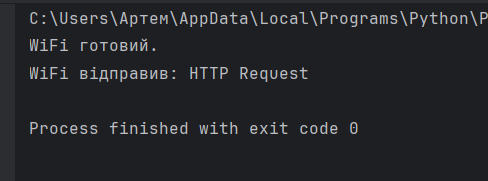 C:\Users\Артем\AppData\Local\Programs\Python\P
WiFi готовий.
WiFi відправив: HTTP Request
Process finished with exit code 0